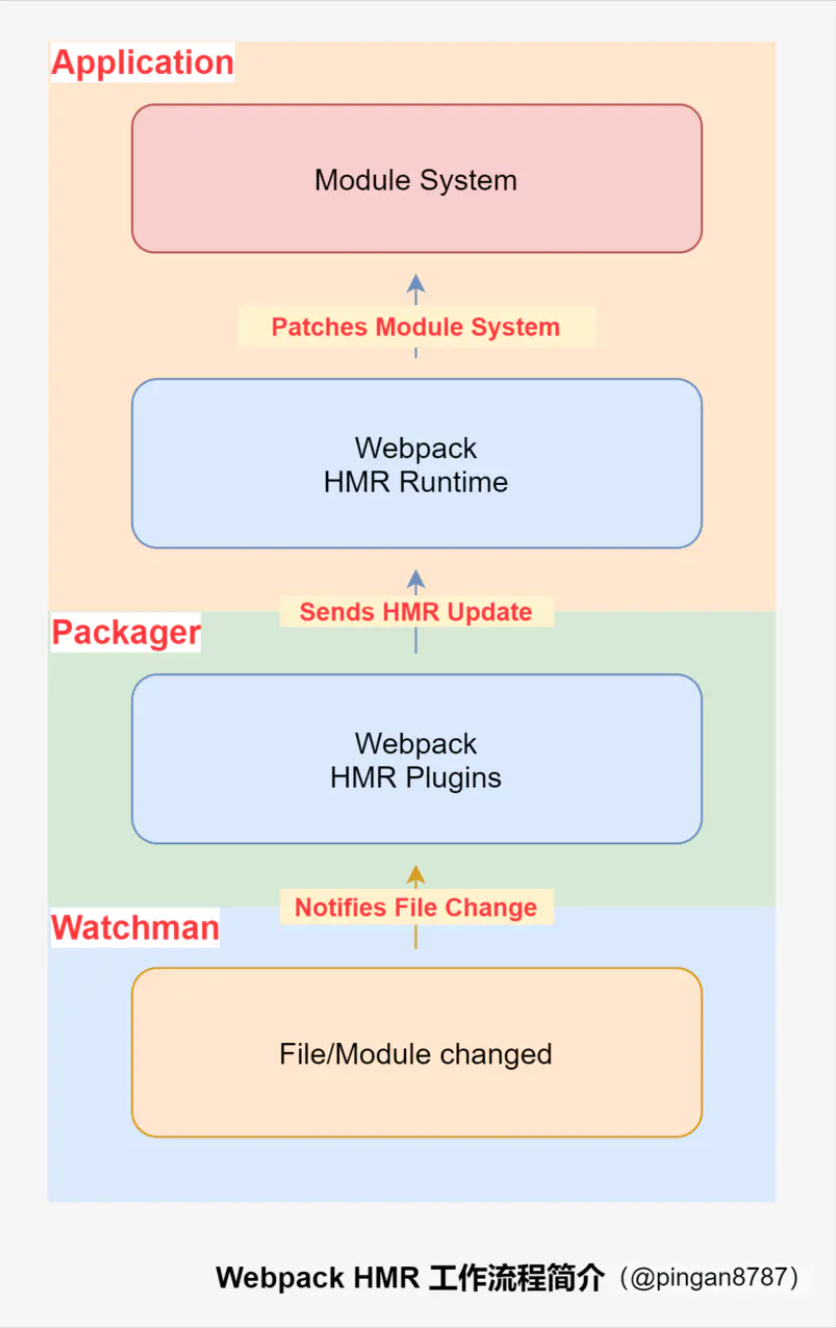 Application
Module System
Patches Module System
Webpack
HMR Runtime
Sends HMR Update
Packager
Webpack
HMR Plugins
Notifies File Change
Watchman
File/Module changed
Webpack HMR 工作流程简介（@pingan8787）